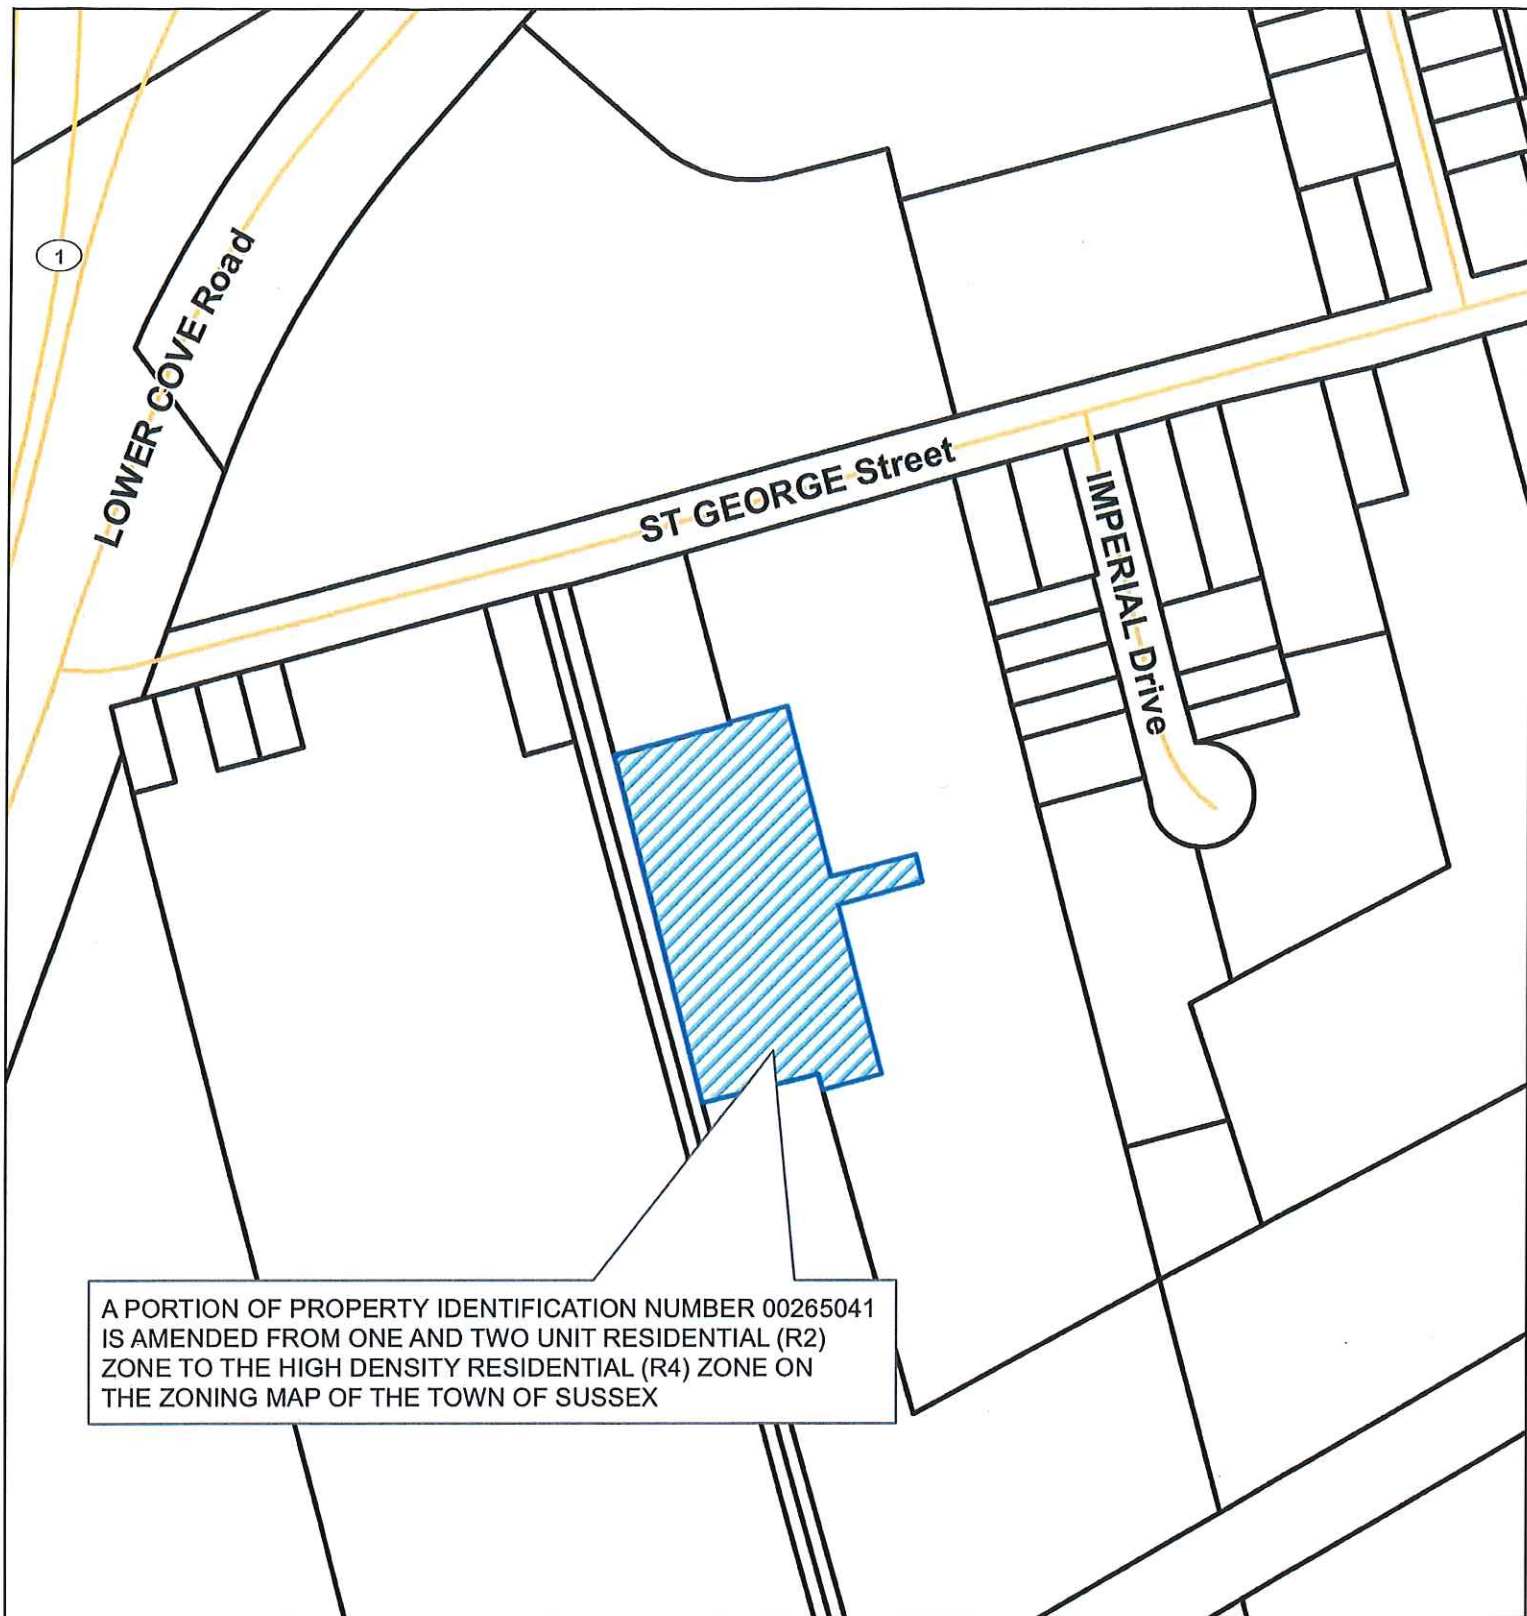 1
LOWER COVE Road
ST GEORGE Street
IMPERIAL Drive
A PORTION OF PROPERTY IDENTIFICATION NUMBER 00265041
IS AMENDED FROM ONE AND TWO UNIT RESIDENTIAL (R2)
ZONE TO THE HIGH DENSITY RESIDENTIAL (R4) ZONE ON
THE ZONING MAP OF THE TOWN OF SUSSEX